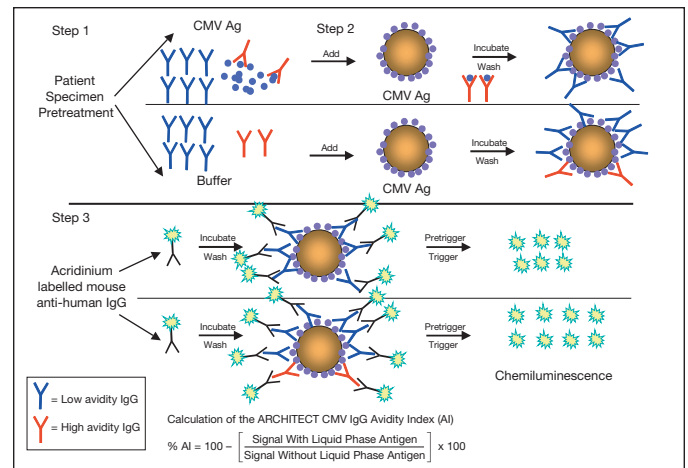 Step 1
CMV Ag
Step 2
Patient
Specimen
Pretreatment
Add
CMV Ag
Incubate
Wash
Buffer
Add
CMV Ag
Incubate
Wash
Step 3
Acridinium
labelled mouse
anti-human IgG
Incubate
Wash
Pretrigger
Trigger
Incubate
Wash
Pretrigger
Trigger
Chemiluminescence
= Low avidity IgG
= High avidity IgG
Calculation of the ARCHITECT CMV IgG Avidity Index (AI)
% AI = 100 – [ Signal With Liquid Phase Antigen
Signal Without Liquid Phase Antigen ] x 100